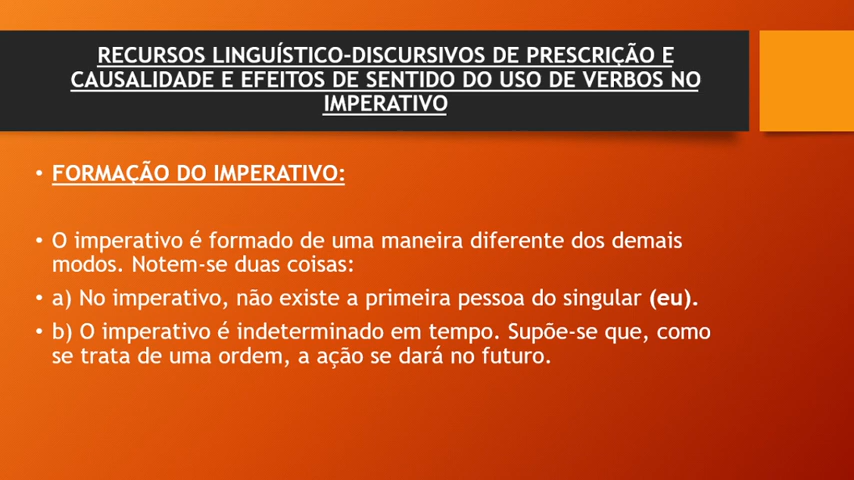 RECURSOS LINGUÍSTICO-DISCURSIVOS DE PRESCRIÇÃO E
CAUSALIDADE E EFEITOS DE SENTIDO DO USO DE VERBOS NO
IMPERATIVO
• FORMAÇÃO DO IMPERATIVO:
• O imperativo é formado de uma maneira diferente dos demais
modos. Notem-se duas coisas:
• a) No imperativo, não existe a primeira pessoa do singular (eu).
• b) O imperativo é indeterminado em tempo. Supõe-se que, como
se trata de uma ordem, a ação se dará no futuro.